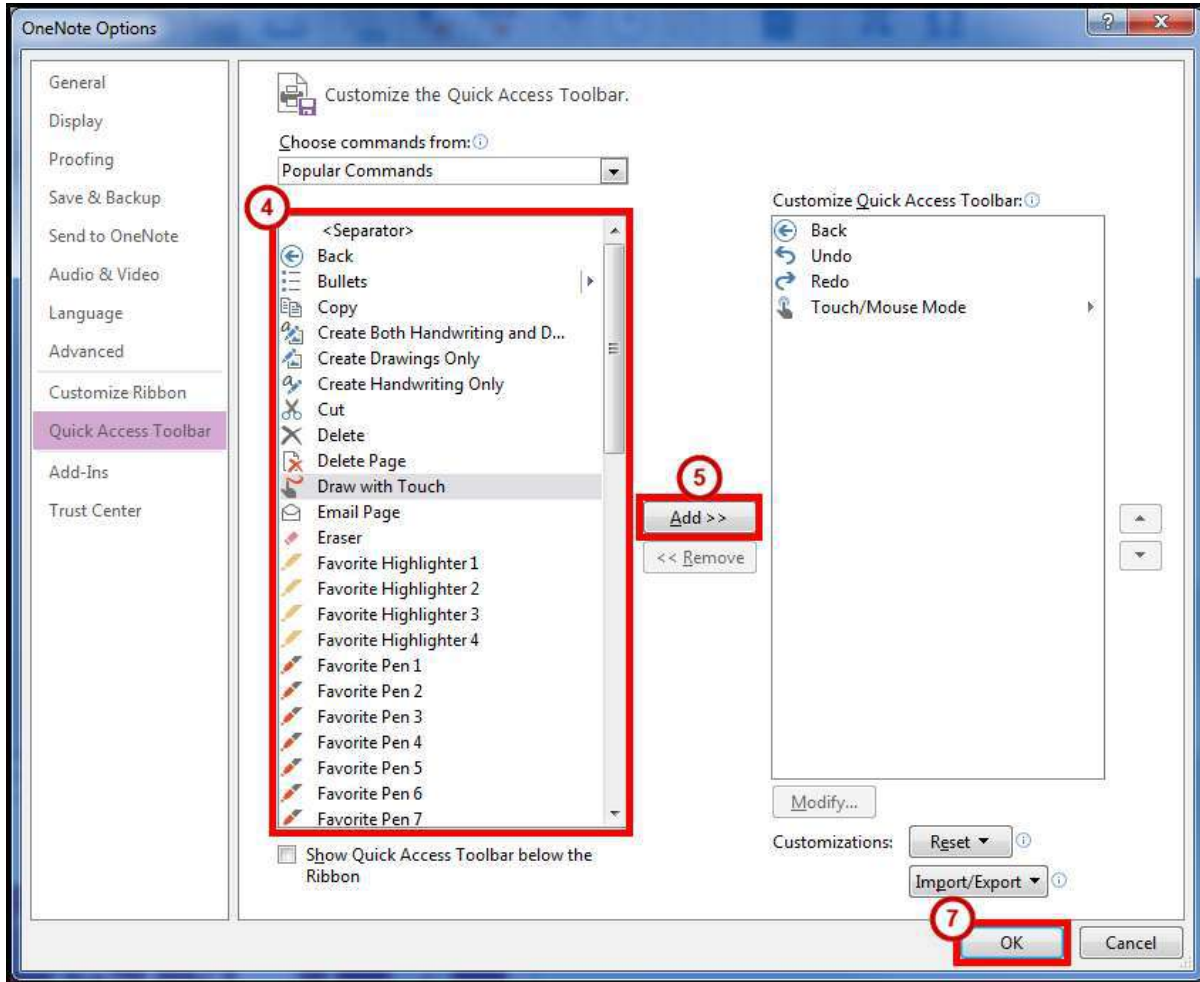 OneNote Options
General
Display
Proofing
Save & Backup
Send to OneNote
Audio & Video
Language
Advanced
Customize Ribbon
Quick Access Toolbar
Add-Ins
Trust Center
Customize the Quick Access Toolbar.
Choose commands from:
Popular Commands
4
<Separator>
Back
Bullets
Copy
Create Both Handwriting and D...
Create Drawings Only
Create Handwriting Only
Cut
Delete
Delete Page
Draw with Touch
Email Page
Eraser
Favorite Highlighter 1
Favorite Highlighter 2
Favorite Highlighter 3
Favorite Highlighter 4
Favorite Pen 1
Favorite Pen 2
Favorite Pen 3
Favorite Pen 4
Favorite Pen 5
Favorite Pen 6
Favorite Pen 7
Show Quick Access Toolbar below the
Ribbon
5
Add >>
<< Remove
Customize Quick Access Toolbar:
Back
Undo
Redo
Touch/Mouse Mode
Modify...
Customizations: Reset
Import/Export
7
OK Cancel